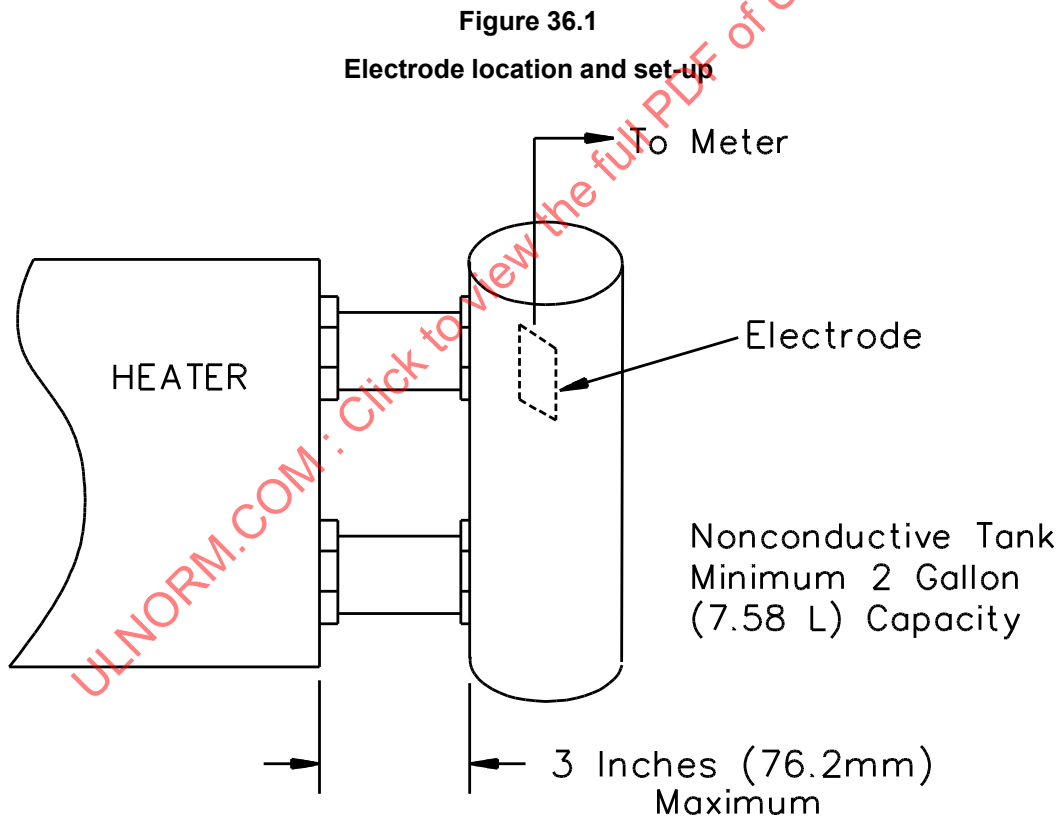 Figure 36.1
Electrode location and set-up
To Meter
Electrode
HEATER
Nonconductive Tank
Minimum 2 Gallon
(7.58 L) Capacity
3 Inches (76.2mm)
Maximum
ULNORM.COM : Click to view the full PDF of